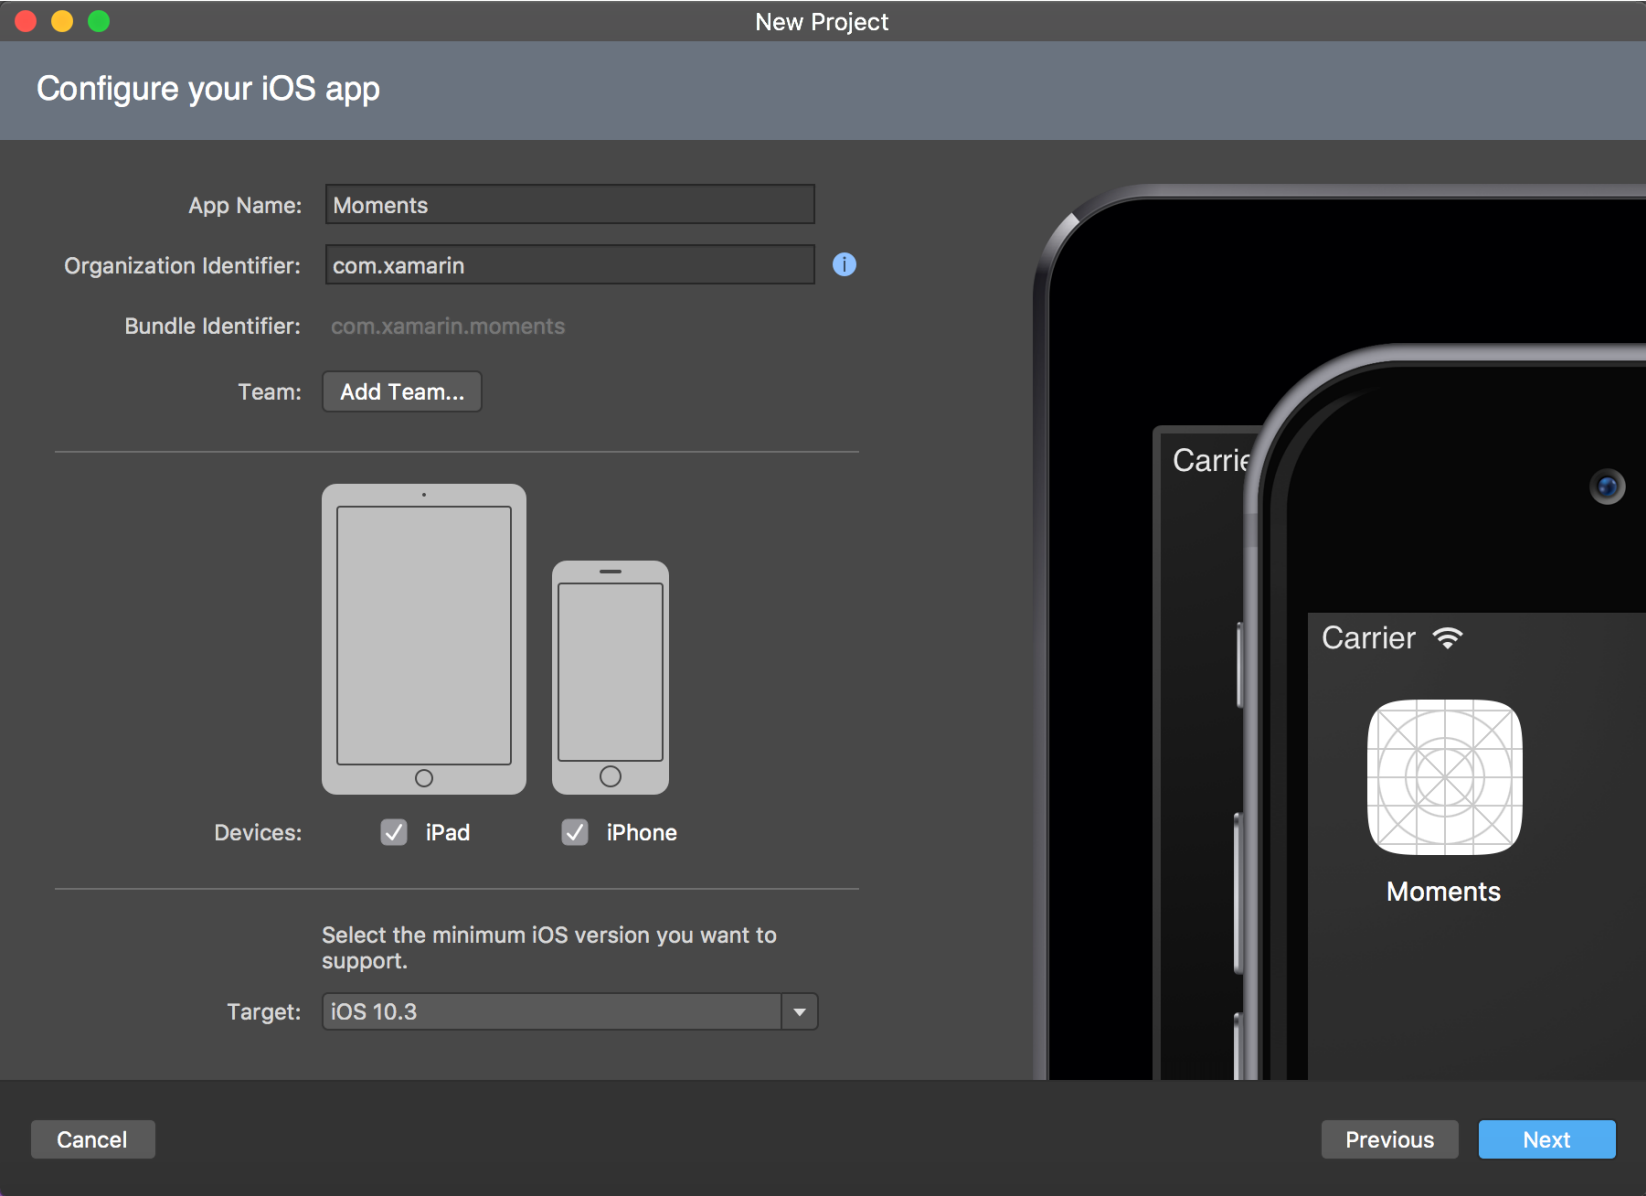 New Project
Configure your iOS app
App Name: Moments
Organization Identifier: com.xamarin
Bundle Identifier: com.xamarin.moments
Team: Add Team...
Devices: iPad iPhone
Select the minimum iOS version you want to
support.
Target: iOS 10.3
Carrie
Carrier
Moments
Cancel Previous Next